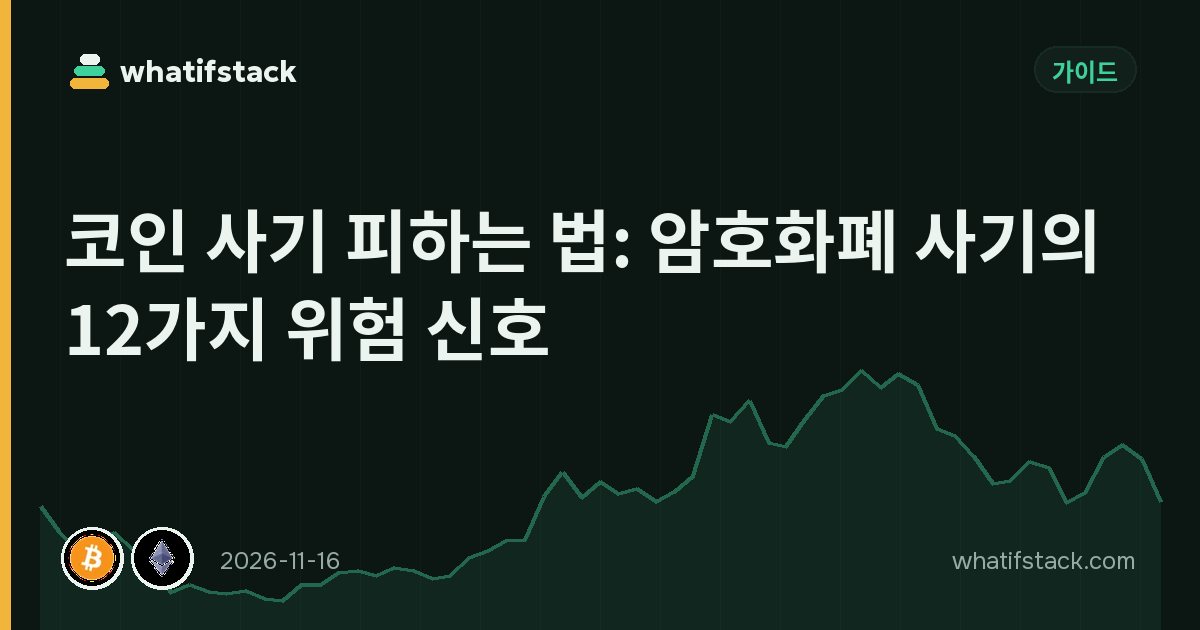 whatifstack
가이드
코인 사기 피하는 법: 암호화폐 사기의
12가지 위험 신호
2026-11-16
whatifstack.com